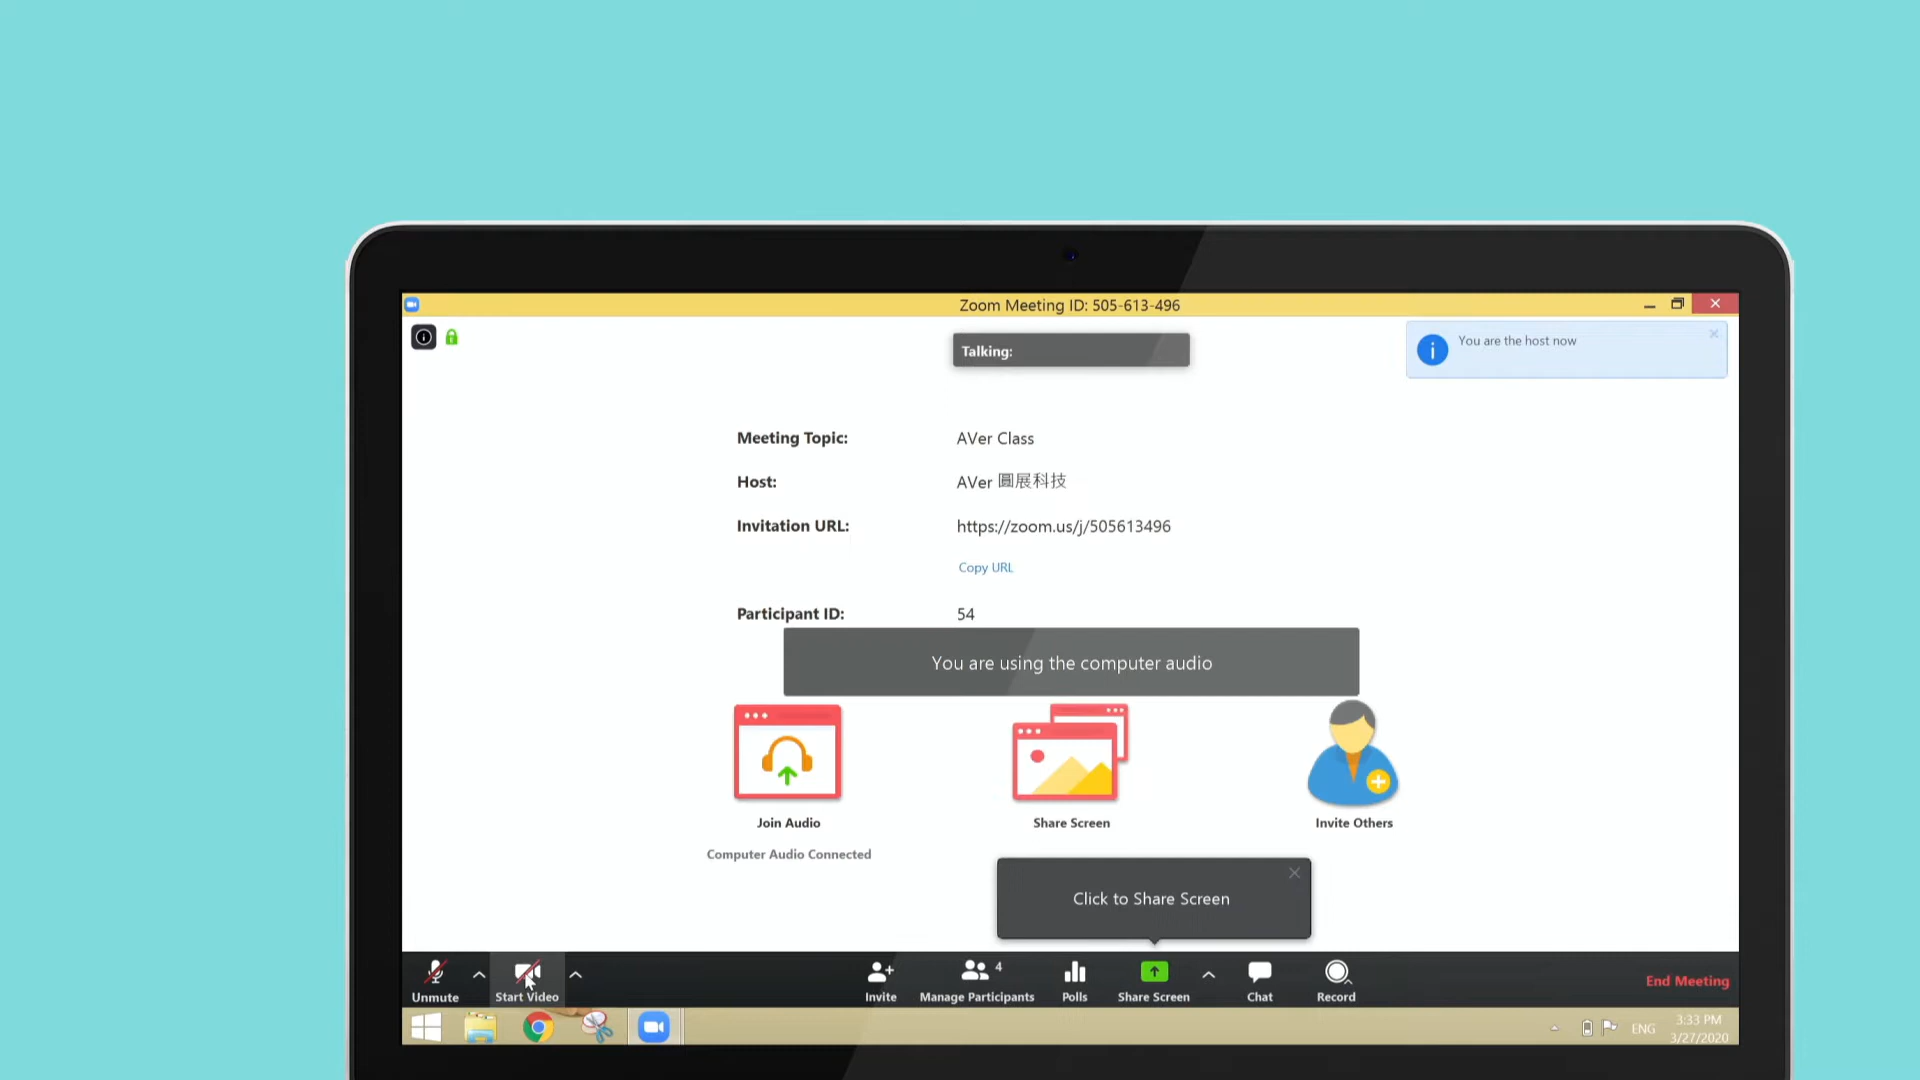 Zoom Meeting ID: 505-613-496
Talking:
You are the host now
Meeting Topic: AVer Class
Host: AVer 圓展科技
Invitation URL: https://zoom.us/j/505613496
Copy URL
Participant ID: 54
You are using the computer audio
Join Audio
Share Screen
Invite Others
Computer Audio Connected
Click to Share Screen
Unmute
Start Video
Invite
Manage Participants 4
Polls
Share Screen
Chat
Record
End Meeting
ENG
3:33 PM
3/27/2020